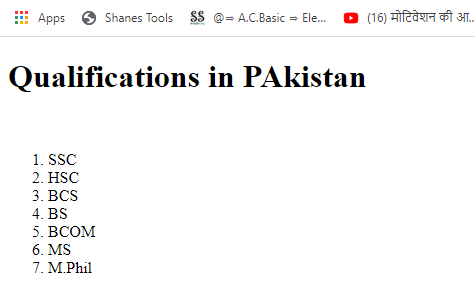 Apps Shanes Tools @⇒ A.C.Basic ⇒ Ele... (16) मोटिवेशन की आ..
Qualifications in PAkistan
1. SSC
2. HSC
3. BCS
4. BS
5. BCOM
6. MS
7. M.Phil